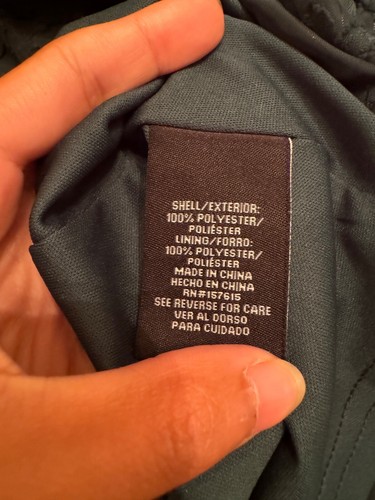 SHELL/EXTERIOR:
100% POLYESTER/
POLIÉSTER
LINING/FORRO:
100% POLYESTER/
POLIÉSTER
MADE IN CHINA
HECHO EN CHINA
RN#157615
SEE REVERSE FOR CARE
VER AL DORSO
PARA CUIDADO